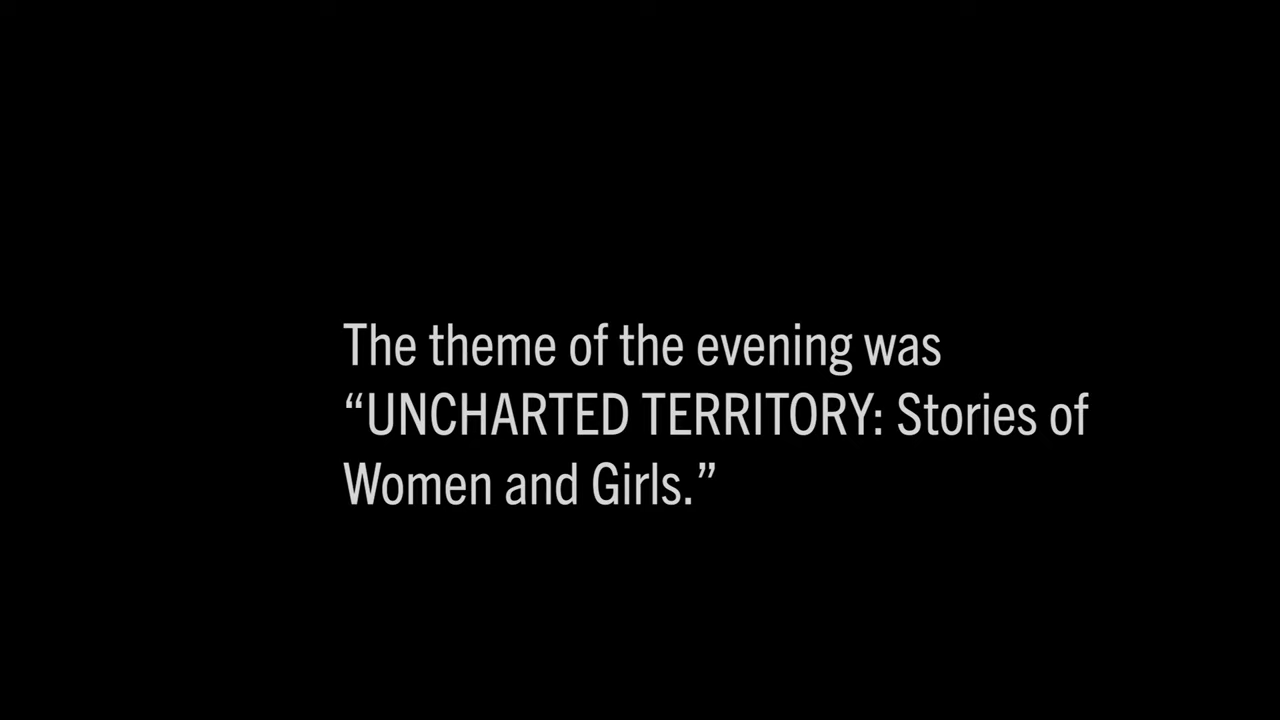 The theme of the evening was
“UNCHARTED TERRITORY: Stories of
Women and Girls.”